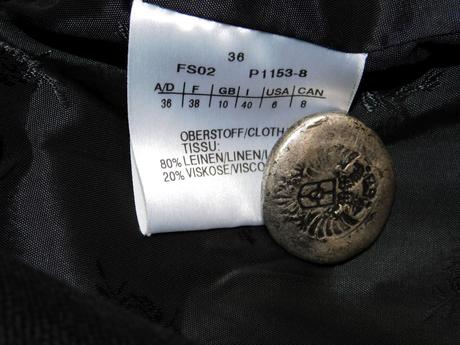 36
FS02 P1153-8
A/D F GB I USA CAN
36 38 10 40 6 8
OBERSTOFF/CLOTH/
TISSU:
80% LEINEN/LINEN/L
20% VISKOSE/VISCO